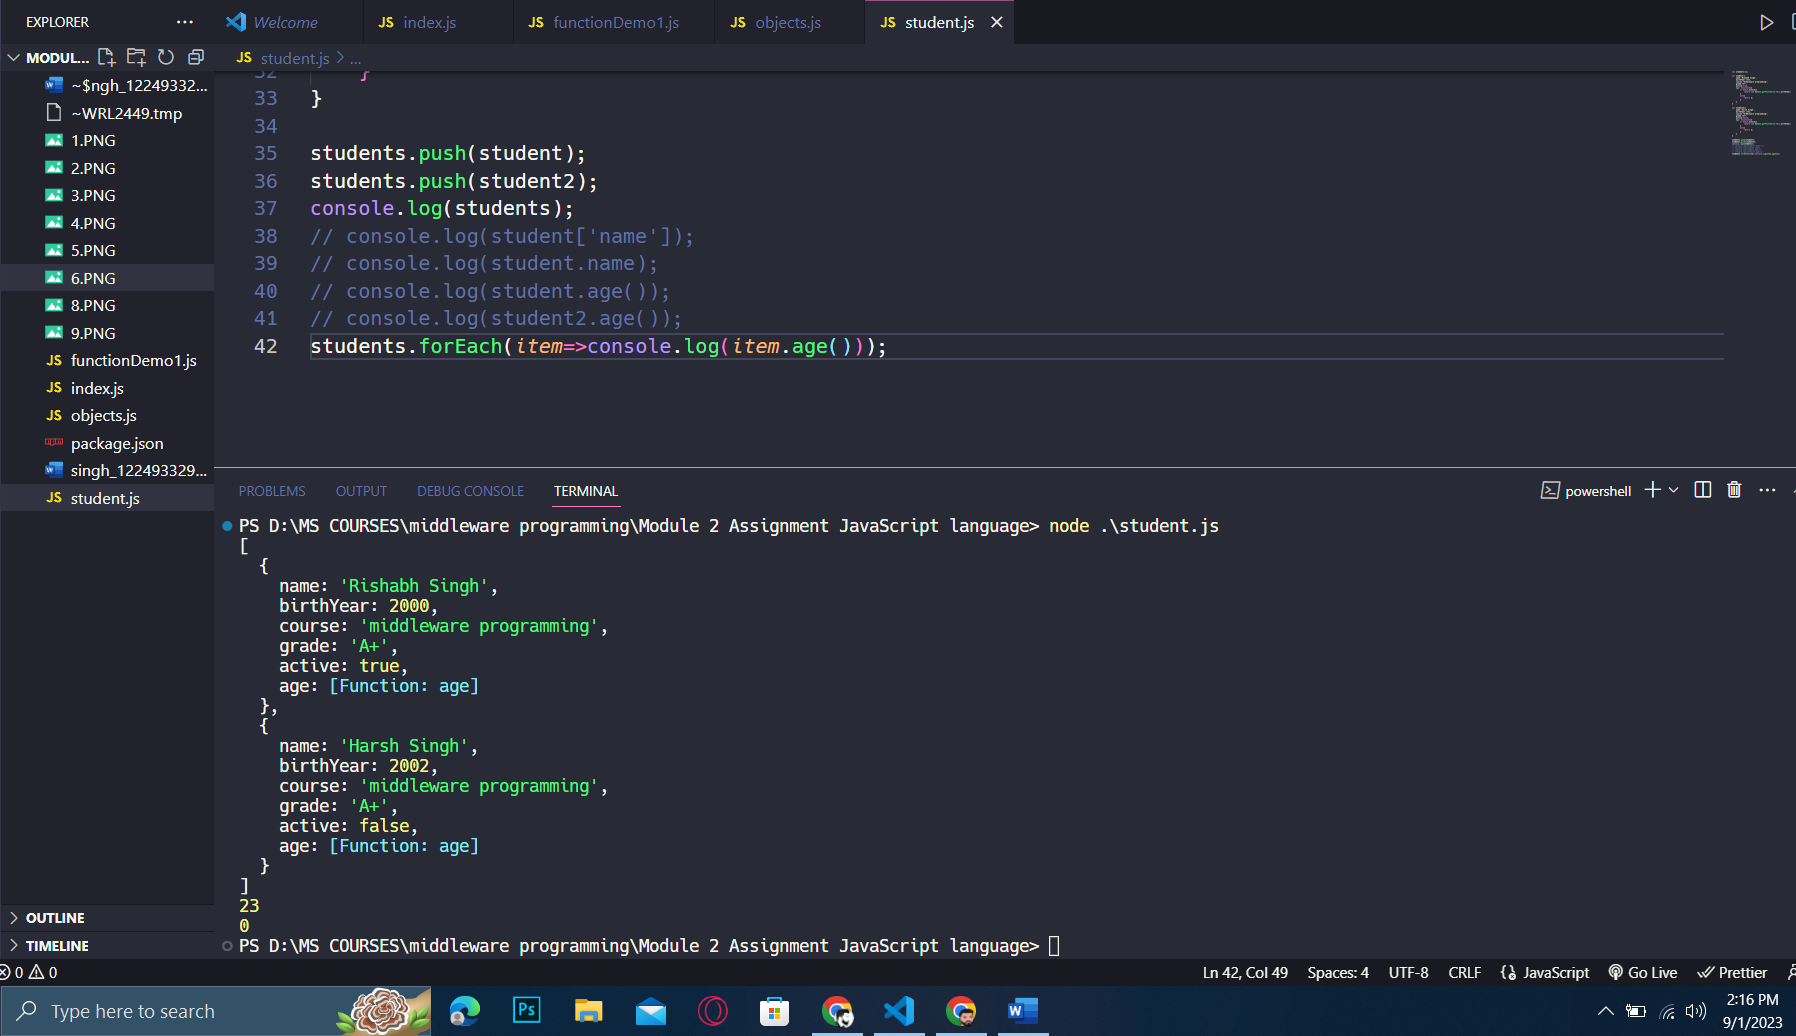 EXPLORER
···
Welcome
JS index.js
JS functionDemo1.js
JS objects.js
JS student.js
MODUL...
JS student.js > ...
~$ngh_12249332...
~WRL2449.tmp
1.PNG
2.PNG
3.PNG
4.PNG
5.PNG
6.PNG
8.PNG
9.PNG
JS functionDemo1.js
JS index.js
JS objects.js
package.json
singh_122493329...
JS student.js
OUTLINE
TIMELINE
32 }
33 }
34
35 students.push(student);
36 students.push(student2);
37 console.log(students);
38 // console.log(student['name']);
39 // console.log(student.name);
40 // console.log(student.age());
41 // console.log(student2.age());
42 students.forEach(item=>console.log(item.age()));
PROBLEMS OUTPUT DEBUG CONSOLE TERMINAL
powershell
PS D:\MS COURSES\middleware programming\Module 2 Assignment JavaScript language> node .\student.js
[
  {
    name: 'Rishabh Singh',
    birthYear: 2000,
    course: 'middleware programming',
    grade: 'A+',
    active: true,
    age: [Function: age]
  },
  {
    name: 'Harsh Singh',
    birthYear: 2002,
    course: 'middleware programming',
    grade: 'A+',
    active: false,
    age: [Function: age]
  }
]
23
0
PS D:\MS COURSES\middleware programming\Module 2 Assignment JavaScript language>
0 0
Ln 42, Col 49 Spaces: 4 UTF-8 CRLF JavaScript Go Live Prettier
Type here to search
Ps
2:16 PM
9/1/2023